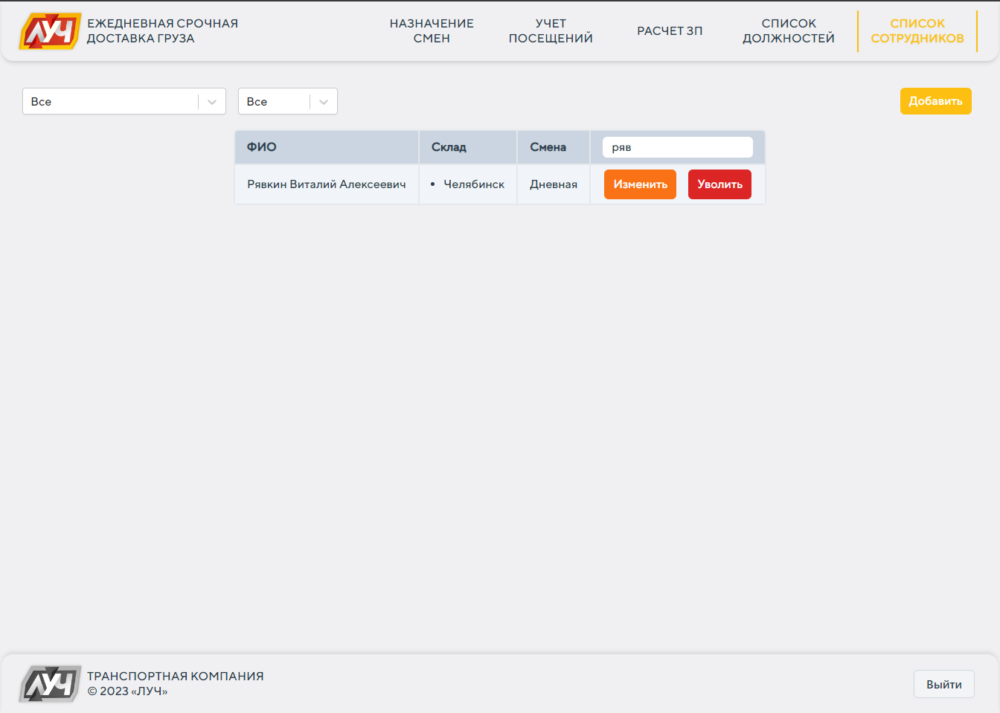 ЛУЧ
ЕЖЕДНЕВНАЯ СРОЧНАЯ
ДОСТАВКА ГРУЗА
НАЗНАЧЕНИЕ
СМЕН
УЧЕТ
ПОСЕЩЕНИЙ
РАСЧЕТ ЗП
СПИСОК
ДОЛЖНОСТЕЙ
СПИСОК
СОТРУДНИКОВ
Все
Все
Добавить
ФИО
Склад
Смена
ряв
Рявкин Виталий Алексеевич
• Челябинск
Дневная
Изменить
Уволить
ЛУЧ
ТРАНСПОРТНАЯ КОМПАНИЯ
© 2023 «ЛУЧ»
Выйти